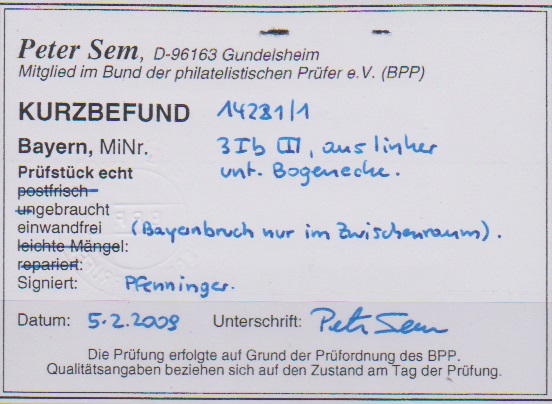 Peter Sem, D-96163 Gundelsheim
Mitglied im Bund der philatelistischen Prüfer e.V. (BPP)
KURZBEFUND 14281/1
Bayern, MiNr. 3Ib III, aus linker
Prüfstück echt unt. Bogenecke.
postfrisch
ungebraucht
einwandfrei (Bayernbruch nur im Zwischenraum).
leichte Mängel:
repariert:
Signiert: Pfenninger.
Datum: 5.2.2009 Unterschrift: Peter Sem
Die Prüfung erfolgte auf Grund der Prüfordnung des BPP.
Qualitätsangaben beziehen sich auf den Zustand am Tag der Prüfung.